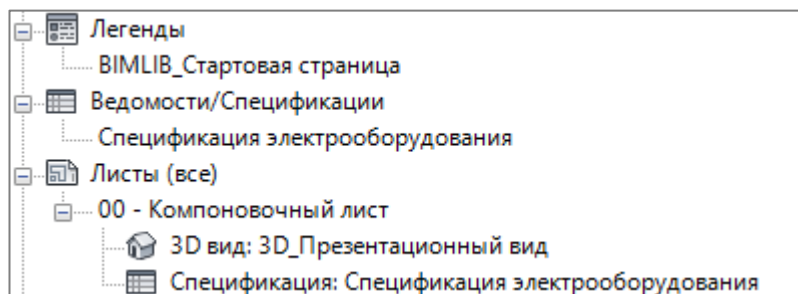 Легенды
BIMLIB_Стартовая страница
Ведомости/Спецификации
Спецификация электрооборудования
Листы (все)
00 - Компоновочный лист
3D вид: 3D_Презентационный вид
Спецификация: Спецификация электрооборудования